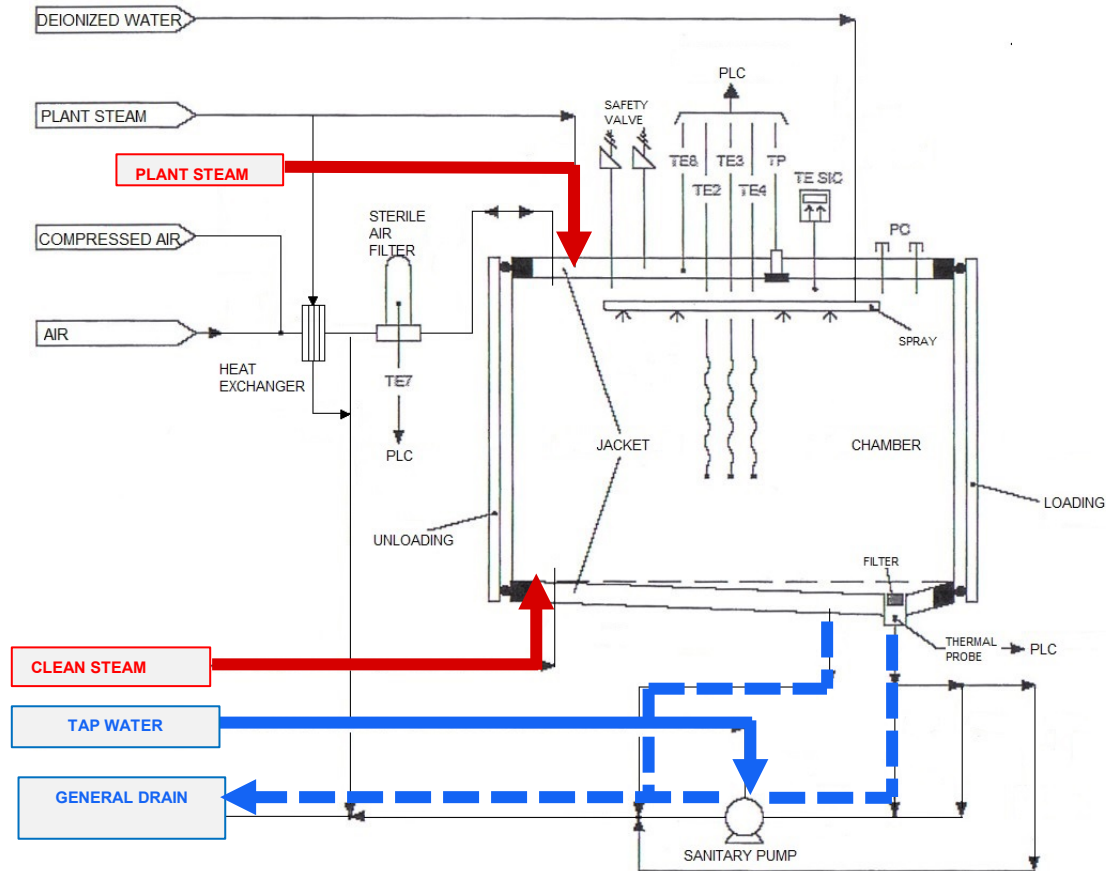 DEIONIZED WATER
PLANT STEAM
PLANT STEAM
COMPRESSED AIR
AIR
HEAT
EXCHANGER
STERILE
AIR
FILTER
TE7
PLC
SAFETY
VALVE
PLC
TE8
TE3
TP
TE2
TE4
TE SIC
PC
SPRAY
JACKET
CHAMBER
UNLOADING
LOADING
FILTER
THERMAL
PROBE
PLC
CLEAN STEAM
TAP WATER
GENERAL DRAIN
SANITARY PUMP